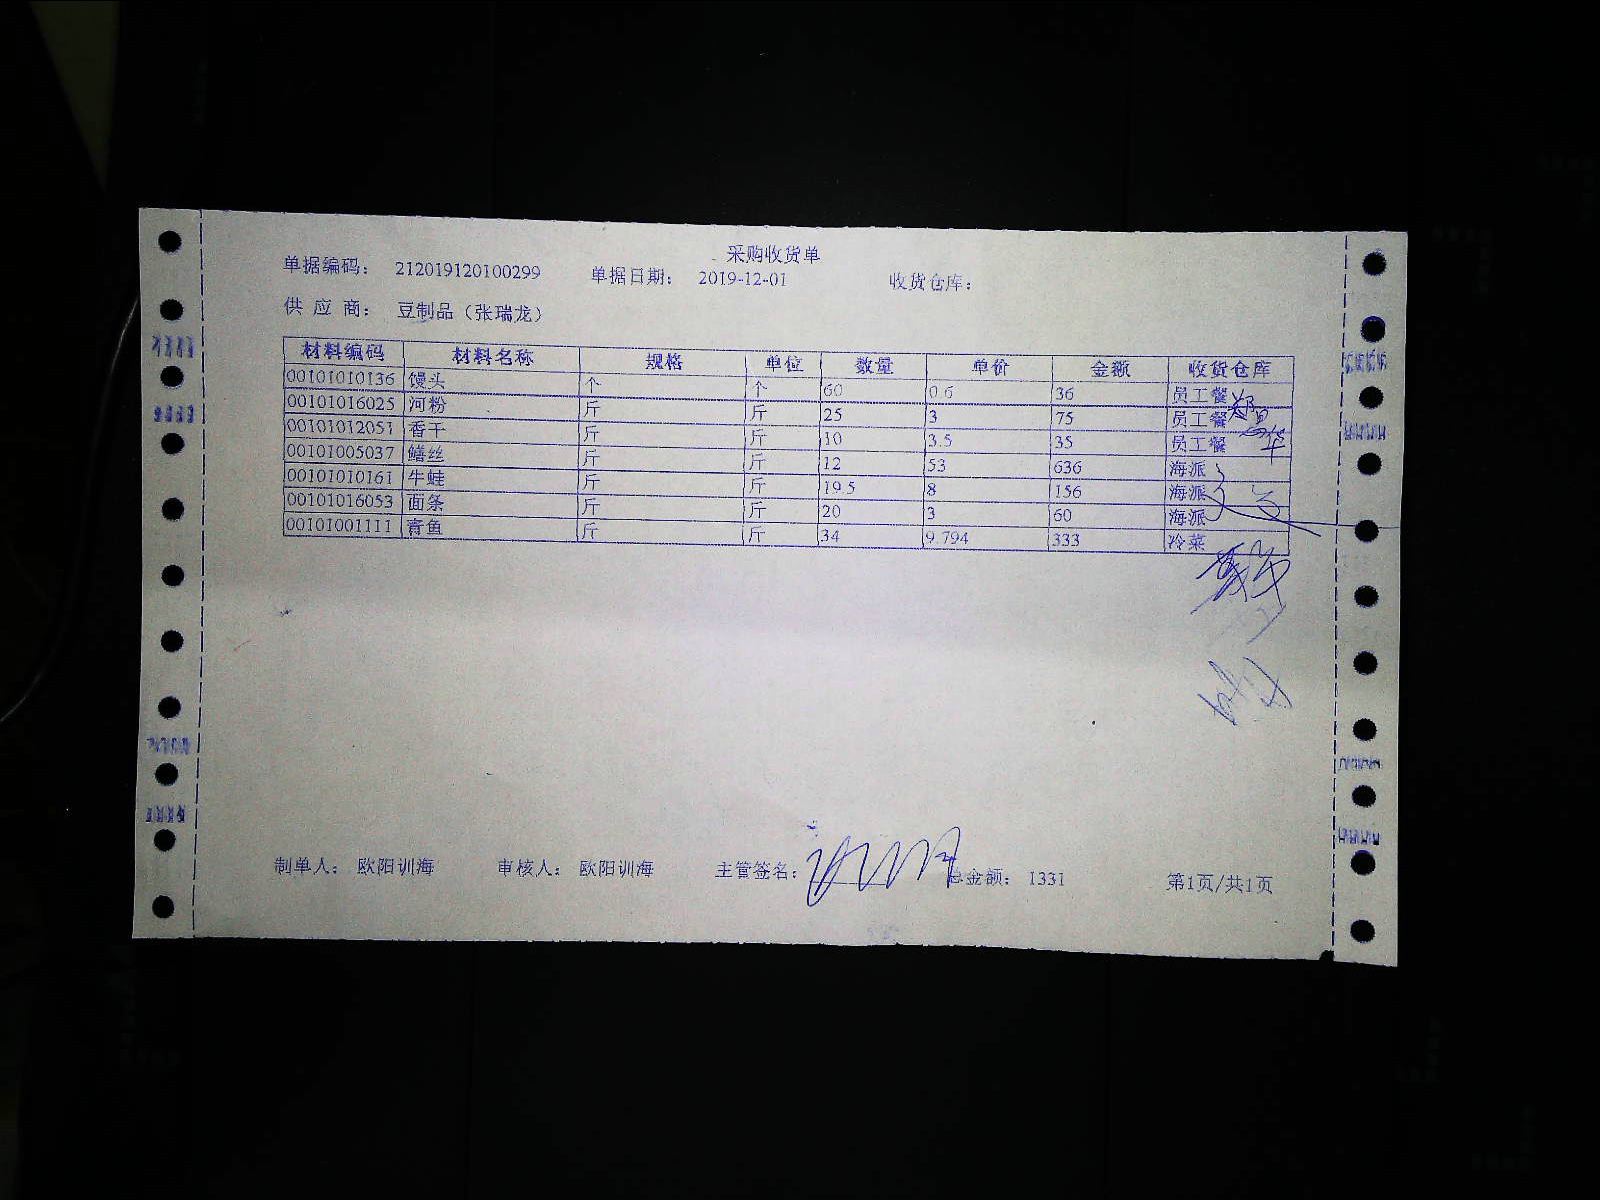 采购收货单
单据编码： 212019120100299 单据日期： 2019-12-01 收货仓库：
供 应 商： 豆制品（张瑞龙）
材料编码 材料名称 规格 单位 数量 单价 金额 收货仓库
00101010136 馒头 个 个 60 0.6 36 员工餐
00101016025 河粉 斤 斤 25 3 75 员工餐
00101012051 香干 斤 斤 10 3.5 35 员工餐
00101005037 鳝丝 斤 斤 12 53 636 海派
00101010161 牛蛙 斤 斤 19.5 8 156 海派
00101016053 面条 斤 斤 20 3 60 海派
00101001111 青鱼 斤 斤 34 9.794 333 冷菜
制单人： 欧阳训海 审核人： 欧阳训海 主管签名： 总金额： 1331 第1页/共1页